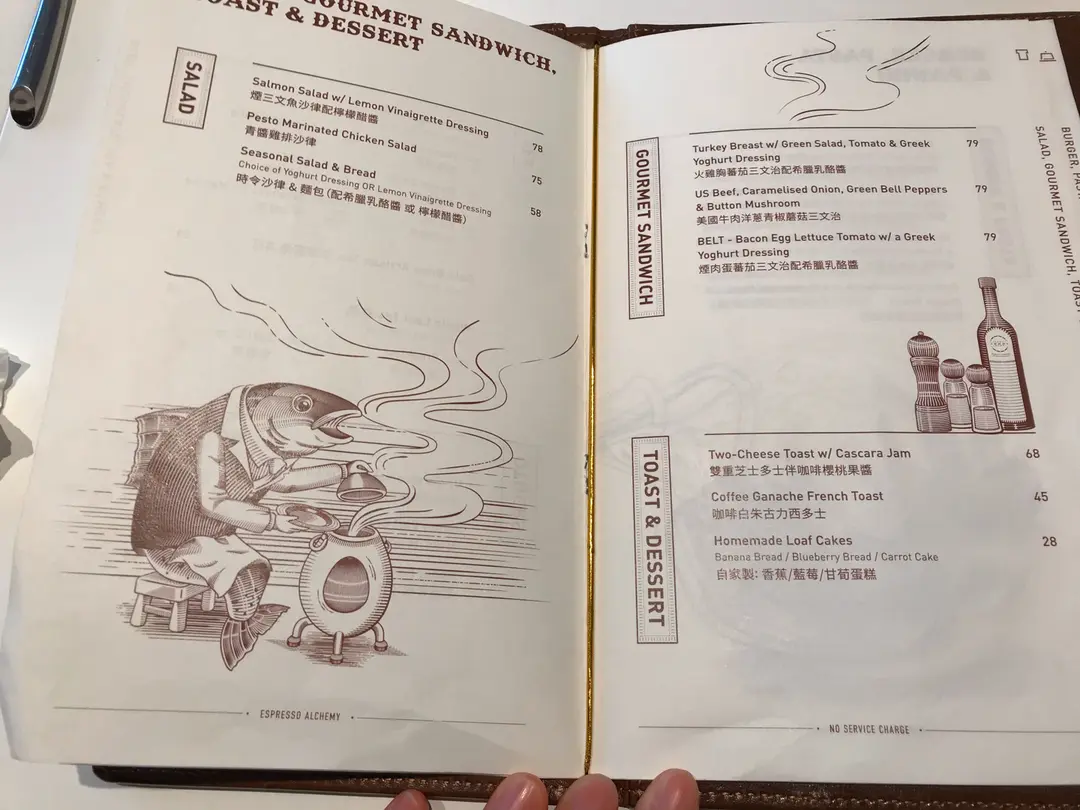 GOURMET SANDWICH,
TOAST & DESSERT
SALAD
Salmon Salad w/ Lemon Vinaigrette Dressing 78
煙三文魚沙律配檸檬醋醬
Pesto Marinated Chicken Salad 75
青醬雞排沙律
Seasonal Salad & Bread 58
Choice of Yoghurt Dressing OR Lemon Vinaigrette Dressing
時令沙律 & 麵包 (配希臘乳酪醬 或 檸檬醋醬)
ESPRESSO ALCHEMY
GOURMET SANDWICH
Turkey Breast w/ Green Salad, Tomato & Greek 79
Yoghurt Dressing
火雞胸蕃茄三文治配希臘乳酪醬
US Beef, Caramelised Onion, Green Bell Peppers 79
& Button Mushroom
美國牛肉洋蔥青椒蘑菇三文治
BELT - Bacon Egg Lettuce Tomato w/ a Greek 79
Yoghurt Dressing
煙肉蛋蕃茄三文治配希臘乳酪醬
TOAST & DESSERT
Two-Cheese Toast w/ Cascara Jam 68
雙重芝士多士伴咖啡櫻桃果醬
Coffee Ganache French Toast 45
咖啡白朱古力西多士
Homemade Loaf Cakes 28
Banana Bread / Blueberry Bread / Carrot Cake
自家製: 香蕉/藍莓/甘荀蛋糕
NO SERVICE CHARGE
BURGER,
SALAD, GOURMET SANDWICH,